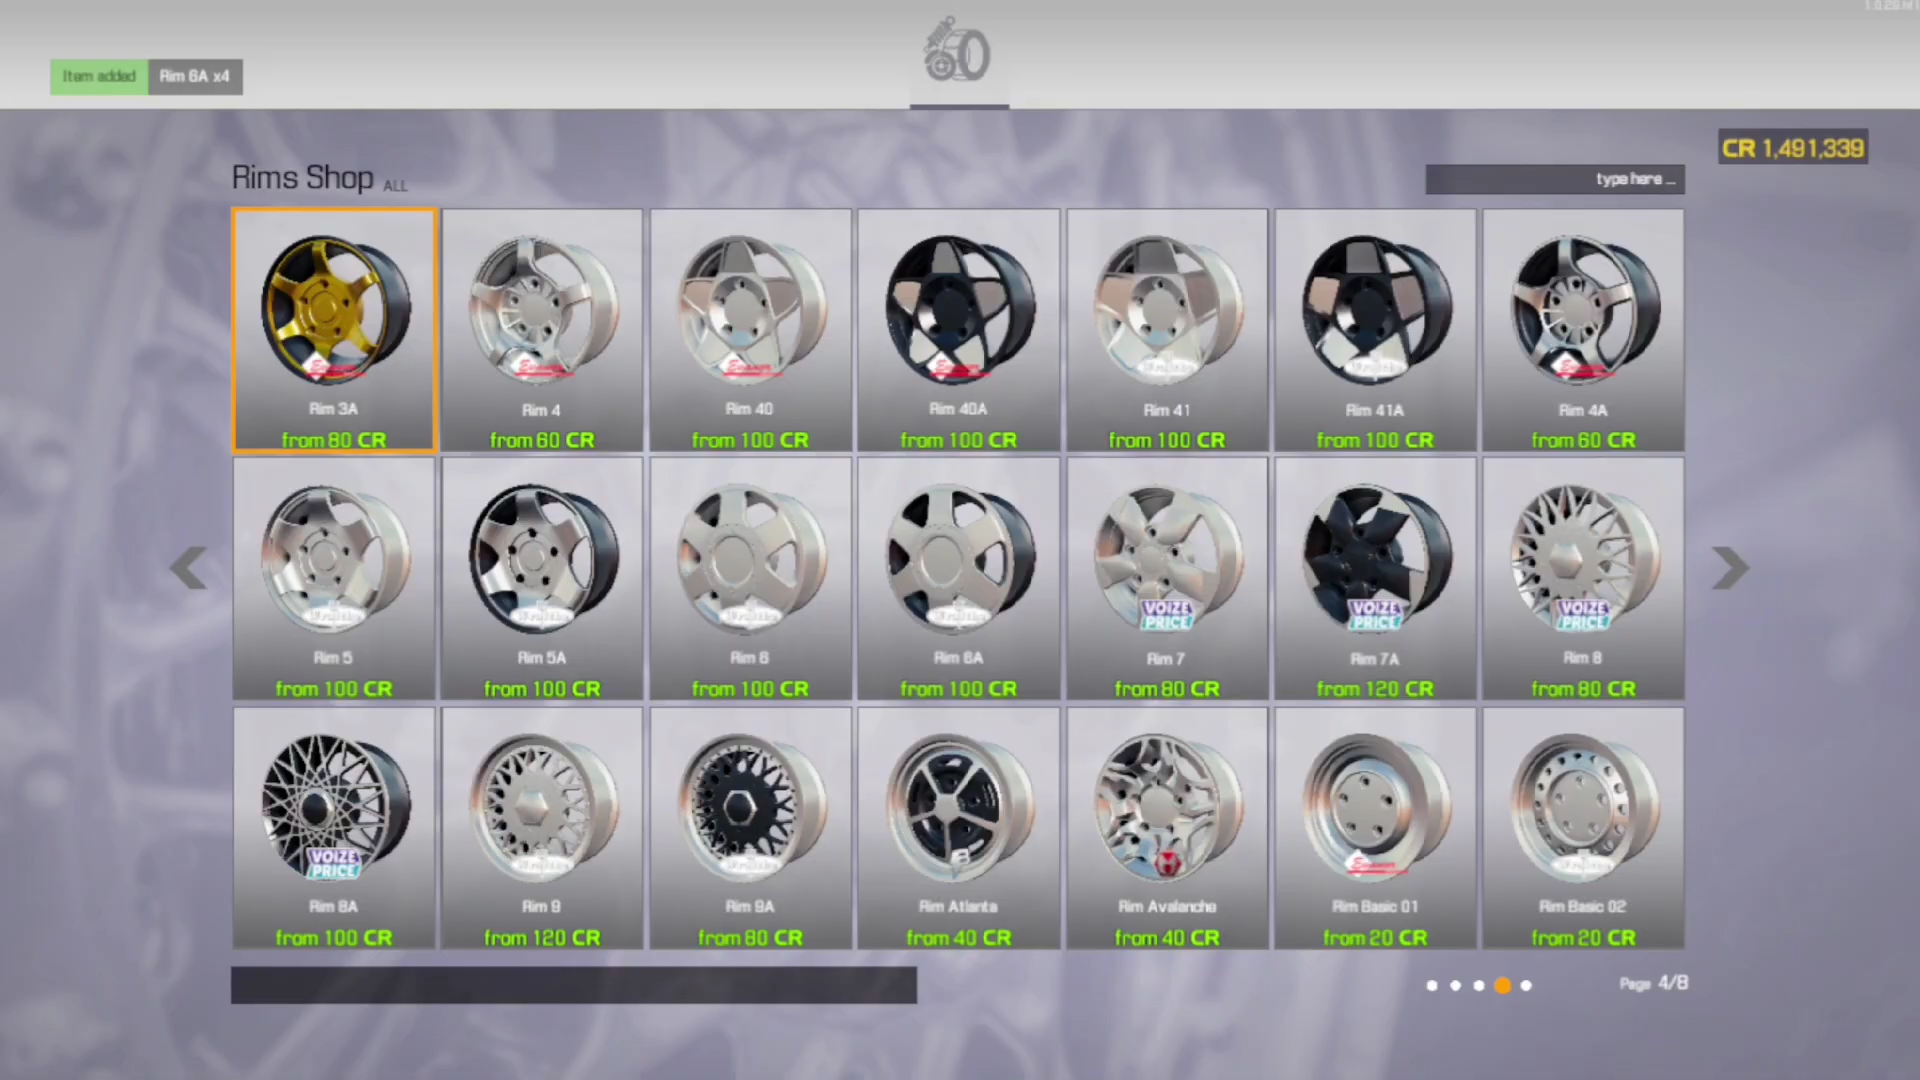 Item added Rim 6A x4
CR 1,491,339
Rims Shop ALL
type here ...
Rim 3A
from 80 CR
Rim 4
from 60 CR
Rim 40
from 100 CR
Rim 40A
from 100 CR
Rim 41
from 100 CR
Rim 41A
from 100 CR
Rim 4A
from 60 CR
Rim 5
from 100 CR
Rim 5A
from 100 CR
Rim 6
from 100 CR
Rim 6A
from 100 CR
VOIZE
PRICE
Rim 7
from 80 CR
VOIZE
PRICE
Rim 7A
from 120 CR
VOIZE
PRICE
Rim 8
from 80 CR
VOIZE
PRICE
Rim 8A
from 100 CR
Rim 9
from 120 CR
Rim 9A
from 80 CR
Rim Atlanta
from 40 CR
Rim Avalanche
from 40 CR
Rim Basic 01
from 20 CR
Rim Basic 02
from 20 CR
Page 4/8